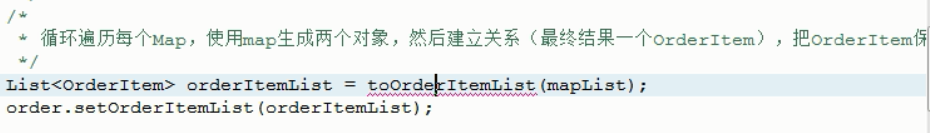 /*
* 循环遍历每个Map，使用map生成两个对象，然后建立关系（最终结果一个OrderItem），把OrderItem保
*/
List<OrderItem> orderItemList = toOrderItemList(mapList);
order.setOrderItemList(orderItemList);